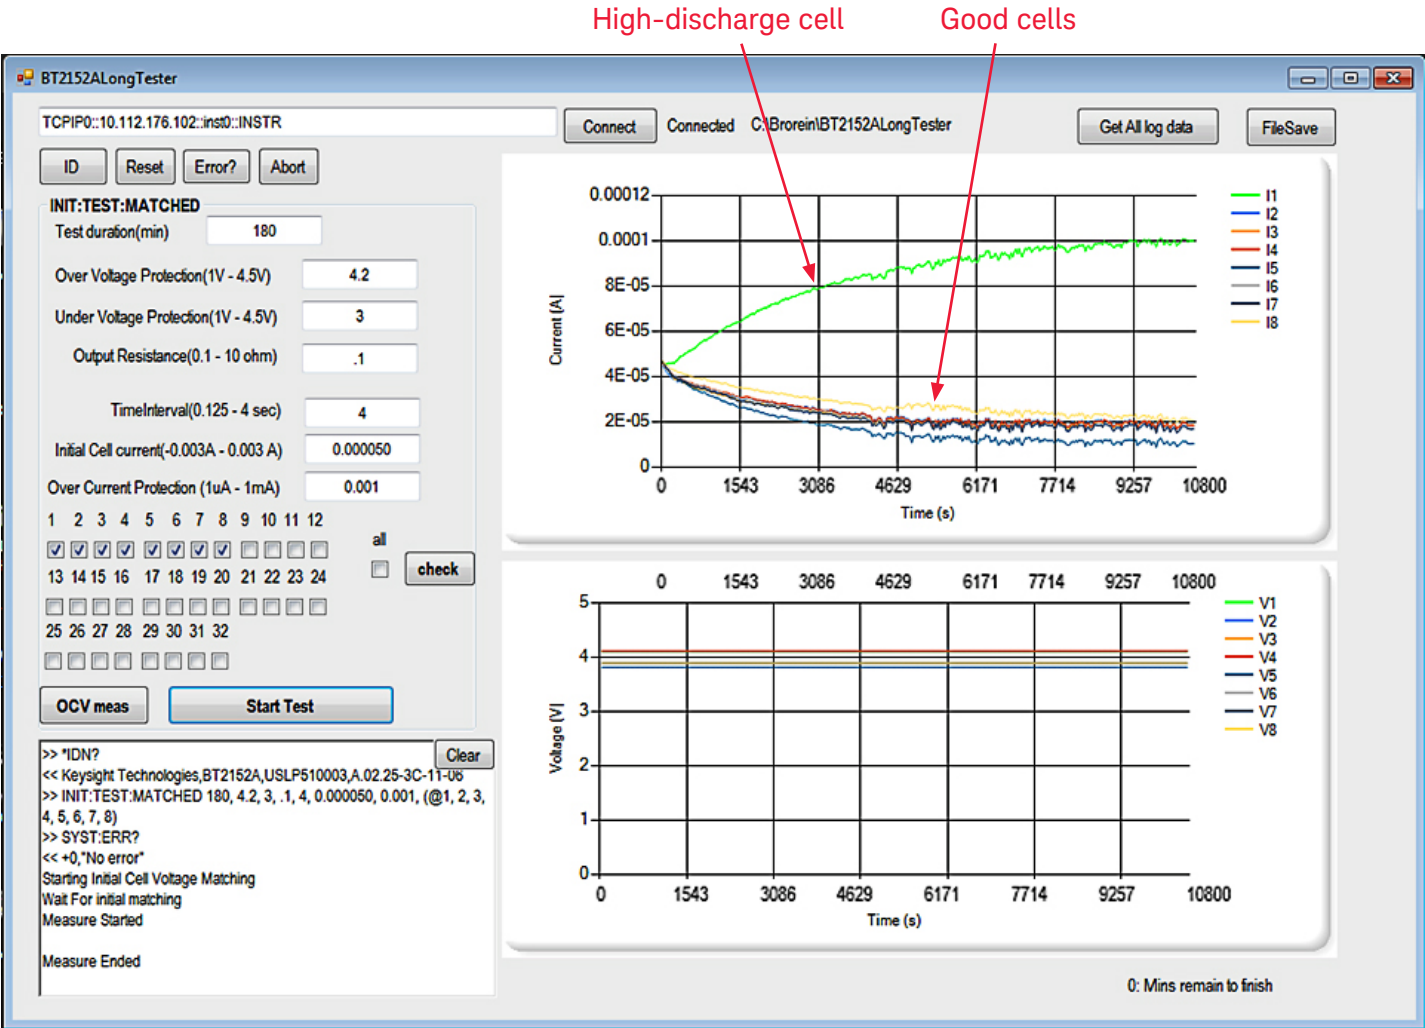 High-discharge cell
Good cells
BT2152ALongTester
TCPIP0::10.112.176.102::inst0::INSTR
Connect
Connected
C:\Brorein\BT2152ALongTester
Get All log data
FileSave
ID
Reset
Error?
Abort
INIT:TEST:MATCHED
Test duration(min)
180
Over Voltage Protection(1V - 4.5V)
4.2
Under Voltage Protection(1V - 4.5V)
3
Output Resistance(0.1 - 10 ohm)
.1
TimeInterval(0.125 - 4 sec)
4
Initial Cell current(-0.003A - 0.003 A)
0.000050
Over Current Protection (1uA - 1mA)
0.001
1 2 3 4 5 6 7 8 9 10 11 12
all
check
13 14 15 16 17 18 19 20 21 22 23 24
25 26 27 28 29 30 31 32
OCV meas
Start Test
Clear
>> *IDN?
<< Keysight Technologies,BT2152A,USLP510003,A.02.25-3C-11-06
>> INIT:TEST:MATCHED 180, 4.2, 3, .1, 4, 0.000050, 0.001, (@1, 2, 3,
4, 5, 6, 7, 8)
>> SYST:ERR?
<< +0,"No error"
Starting Initial Cell Voltage Matching
Wait For initial matching
Measure Started
Measure Ended
0.00012
0.0001
8E-05
6E-05
4E-05
2E-05
0
Current (A)
0 1543 3086 4629 6171 7714 9257 10800
Time (s)
I1
I2
I3
I4
I5
I6
I7
I8
0 1543 3086 4629 6171 7714 9257 10800
5
4
3
2
1
0
Voltage (V)
0 1543 3086 4629 6171 7714 9257 10800
Time (s)
V1
V2
V3
V4
V5
V6
V7
V8
0: Mins remain to finish